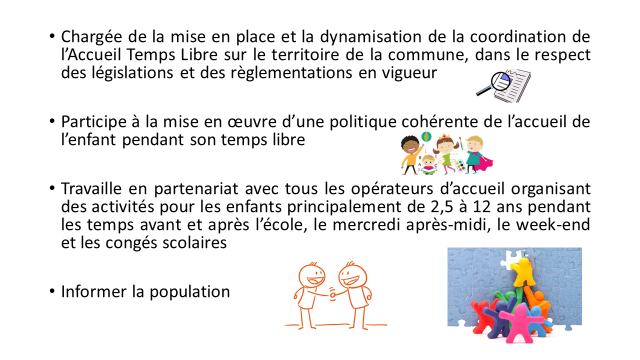 • Chargée de la mise en place et la dynamisation de la coordination de
l’Accueil Temps Libre sur le territoire de la commune, dans le respect
des législations et des règlementations en vigueur
• Participe à la mise en œuvre d’une politique cohérente de l’accueil de
l’enfant pendant son temps libre
• Travaille en partenariat avec tous les opérateurs d’accueil organisant
des activités pour les enfants principalement de 2,5 à 12 ans pendant
les temps avant et après l’école, le mercredi après-midi, le week-end
et les congés scolaires
• Informer la population